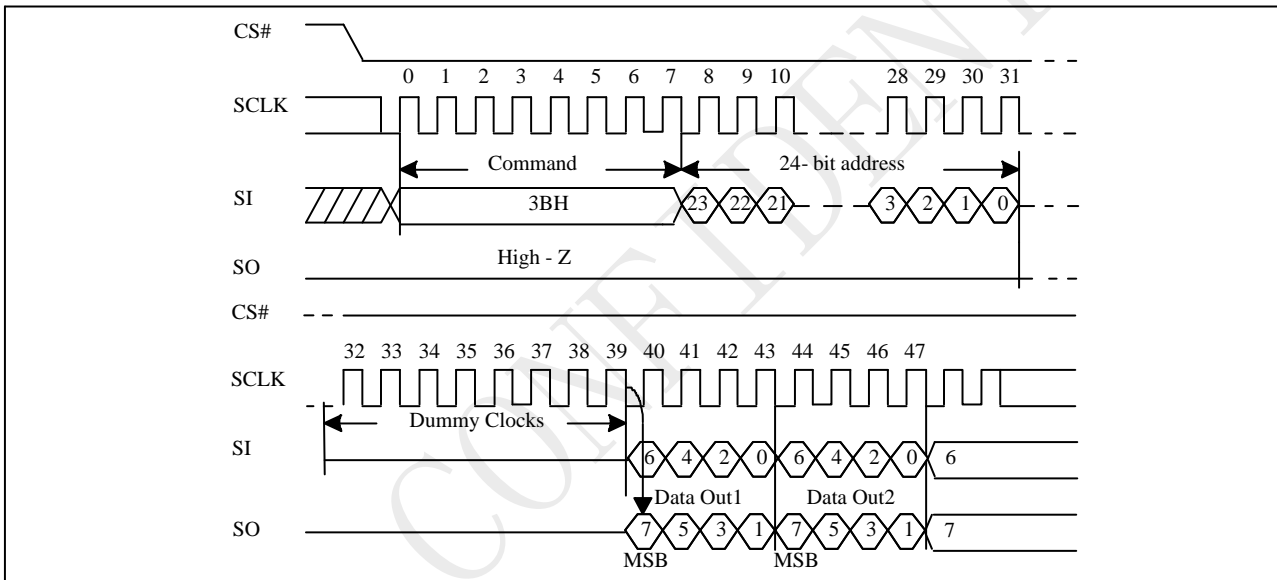 CS#
0 1 2 3 4 5 6 7 8 9 10 28 29 30 31
SCLK
Command 24- bit address
SI 3BH 23 22 21 3 2 1 0
High - Z
SO
CS#
32 33 34 35 36 37 38 39 40 41 42 43 44 45 46 47
SCLK
Dummy Clocks
SI 6 4 2 0 6 4 2 0 6
Data Out1 Data Out2
SO 7 5 3 1 7 5 3 1 7
MSB MSB
CONFIDENT